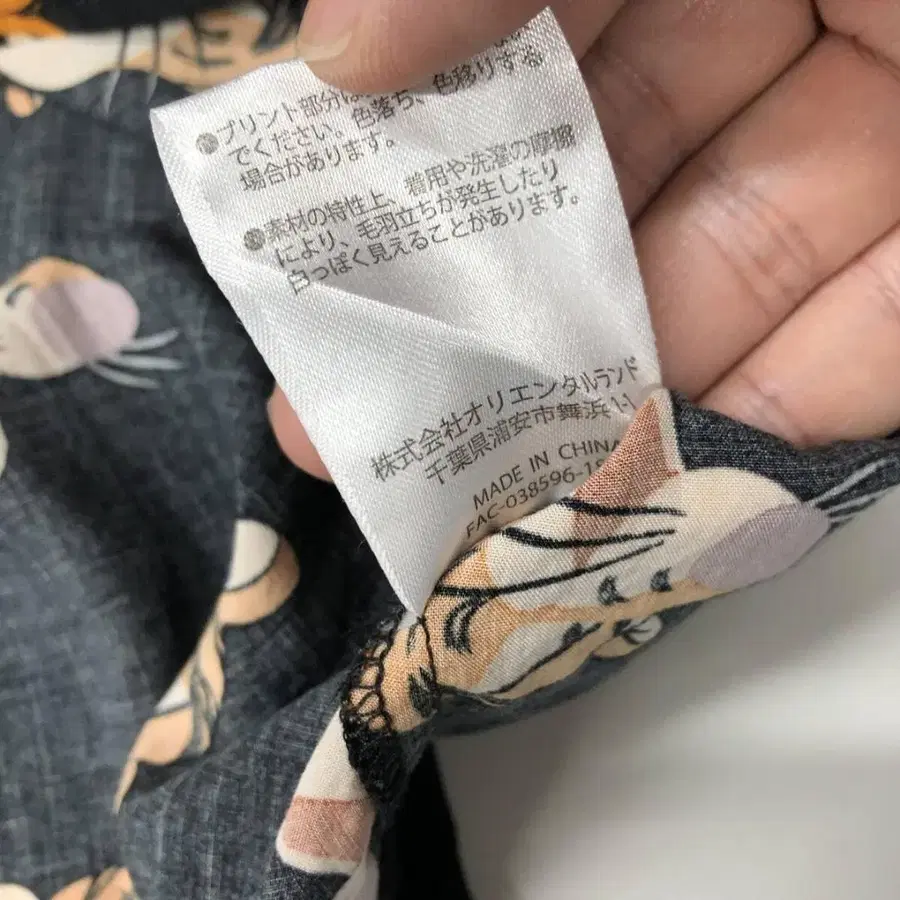 ●プリント部分は
でください。色落ち、色移りする
場合があります。
●素材の特性上、着用や洗濯の摩擦
により、毛羽立ちが発生したり
白っぽく見えることがあります。
株式会社オリエンタルランド
千葉県浦安市舞浜1-1
MADE IN CHINA
FAC-038596-18